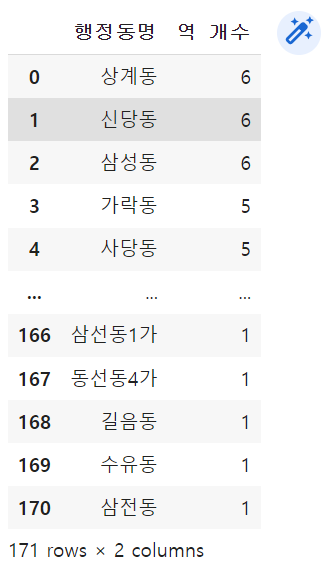 행정동명 역 개수
0 상계동 6
1 신당동 6
2 삼성동 6
3 가락동 5
4 사당동 5
... ... ...
166 삼선동1가 1
167 동선동4가 1
168 길음동 1
169 수유동 1
170 삼전동 1
171 rows × 2 columns